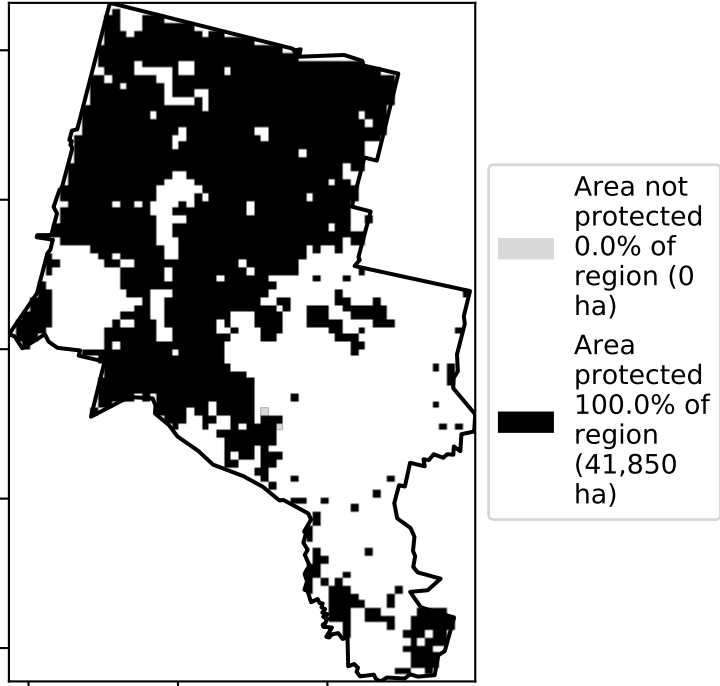 Area not
protected
0.0% of
region (0
ha)
Area
protected
100.0% of
region
(41,850
ha)